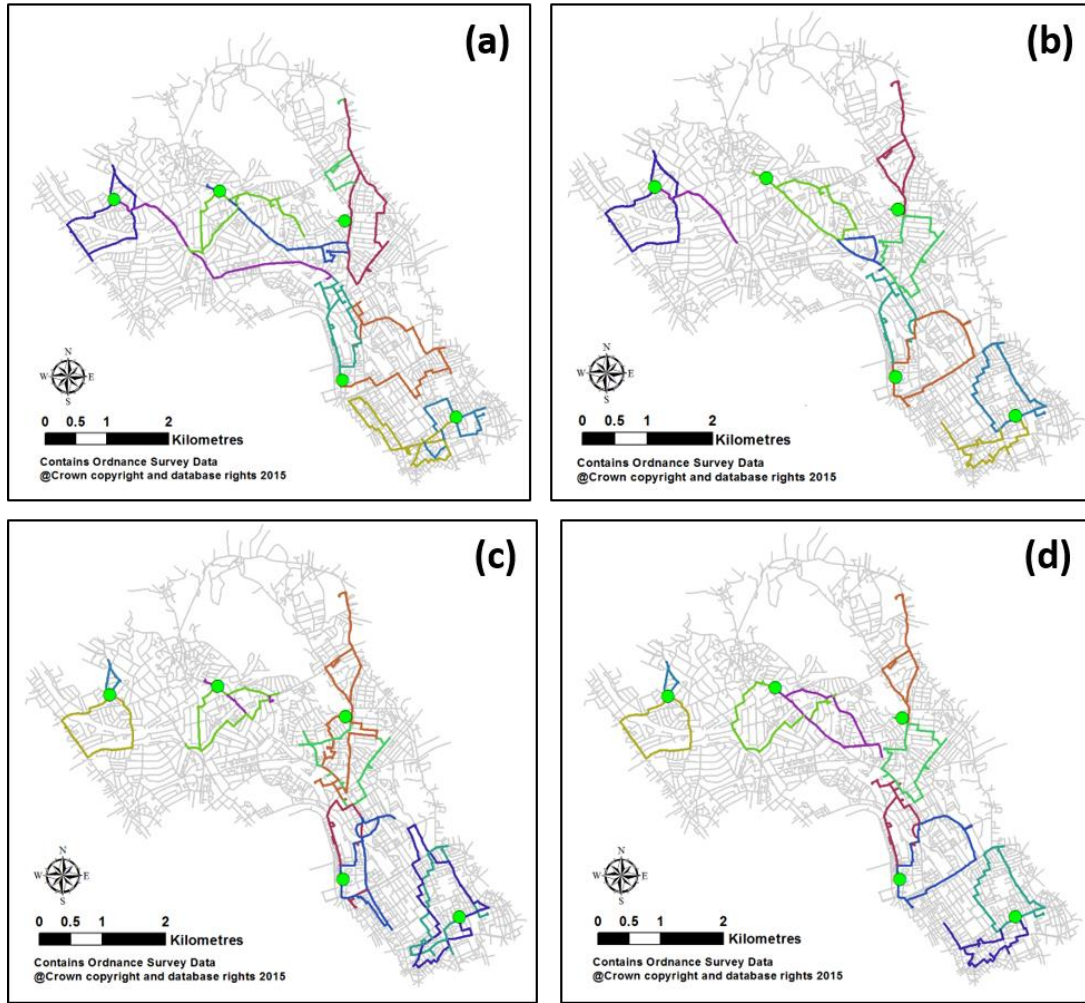 (a)
N
W E
S
0 0.5 1 2
Kilometres
Contains Ordnance Survey Data
@Crown copyright and database rights 2015
(b)
N
W E
S
0 0.5 1 2
Kilometres
Contains Ordnance Survey Data
@Crown copyright and database rights 2015
(c)
N
W E
S
0 0.5 1 2
Kilometres
Contains Ordnance Survey Data
@Crown copyright and database rights 2015
(d)
N
W E
S
0 0.5 1 2
Kilometres
Contains Ordnance Survey Data
@Crown copyright and database rights 2015